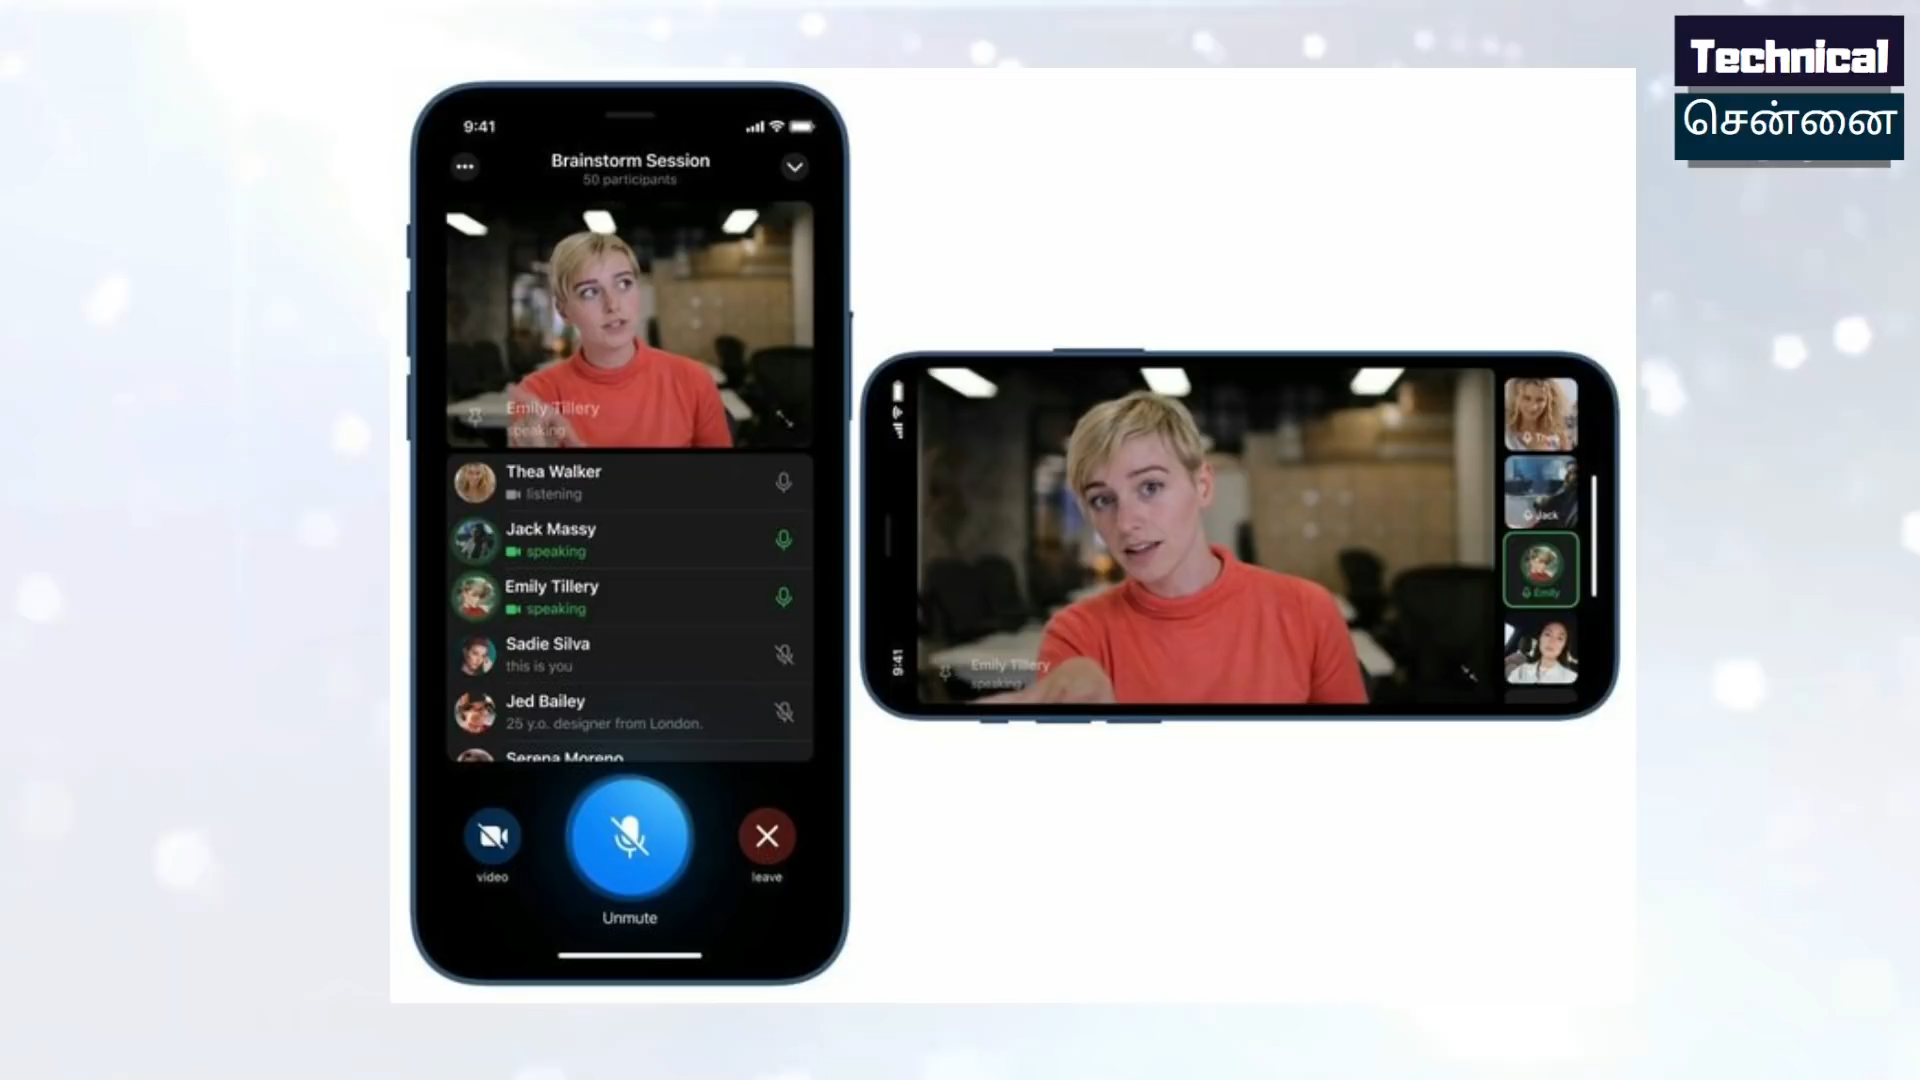 Technical
சென்னை
9:41
Brainstorm Session
50 participants
Emily Tillery
speaking
Thea Walker
listening
Jack Massy
speaking
Emily Tillery
speaking
Sadie Silva
this is you
Jed Bailey
25 y.o. designer from London.
Serena Moreno
video
leave
Unmute
9:41
Emily Tillery
speaking
Thea
Jack
Emily